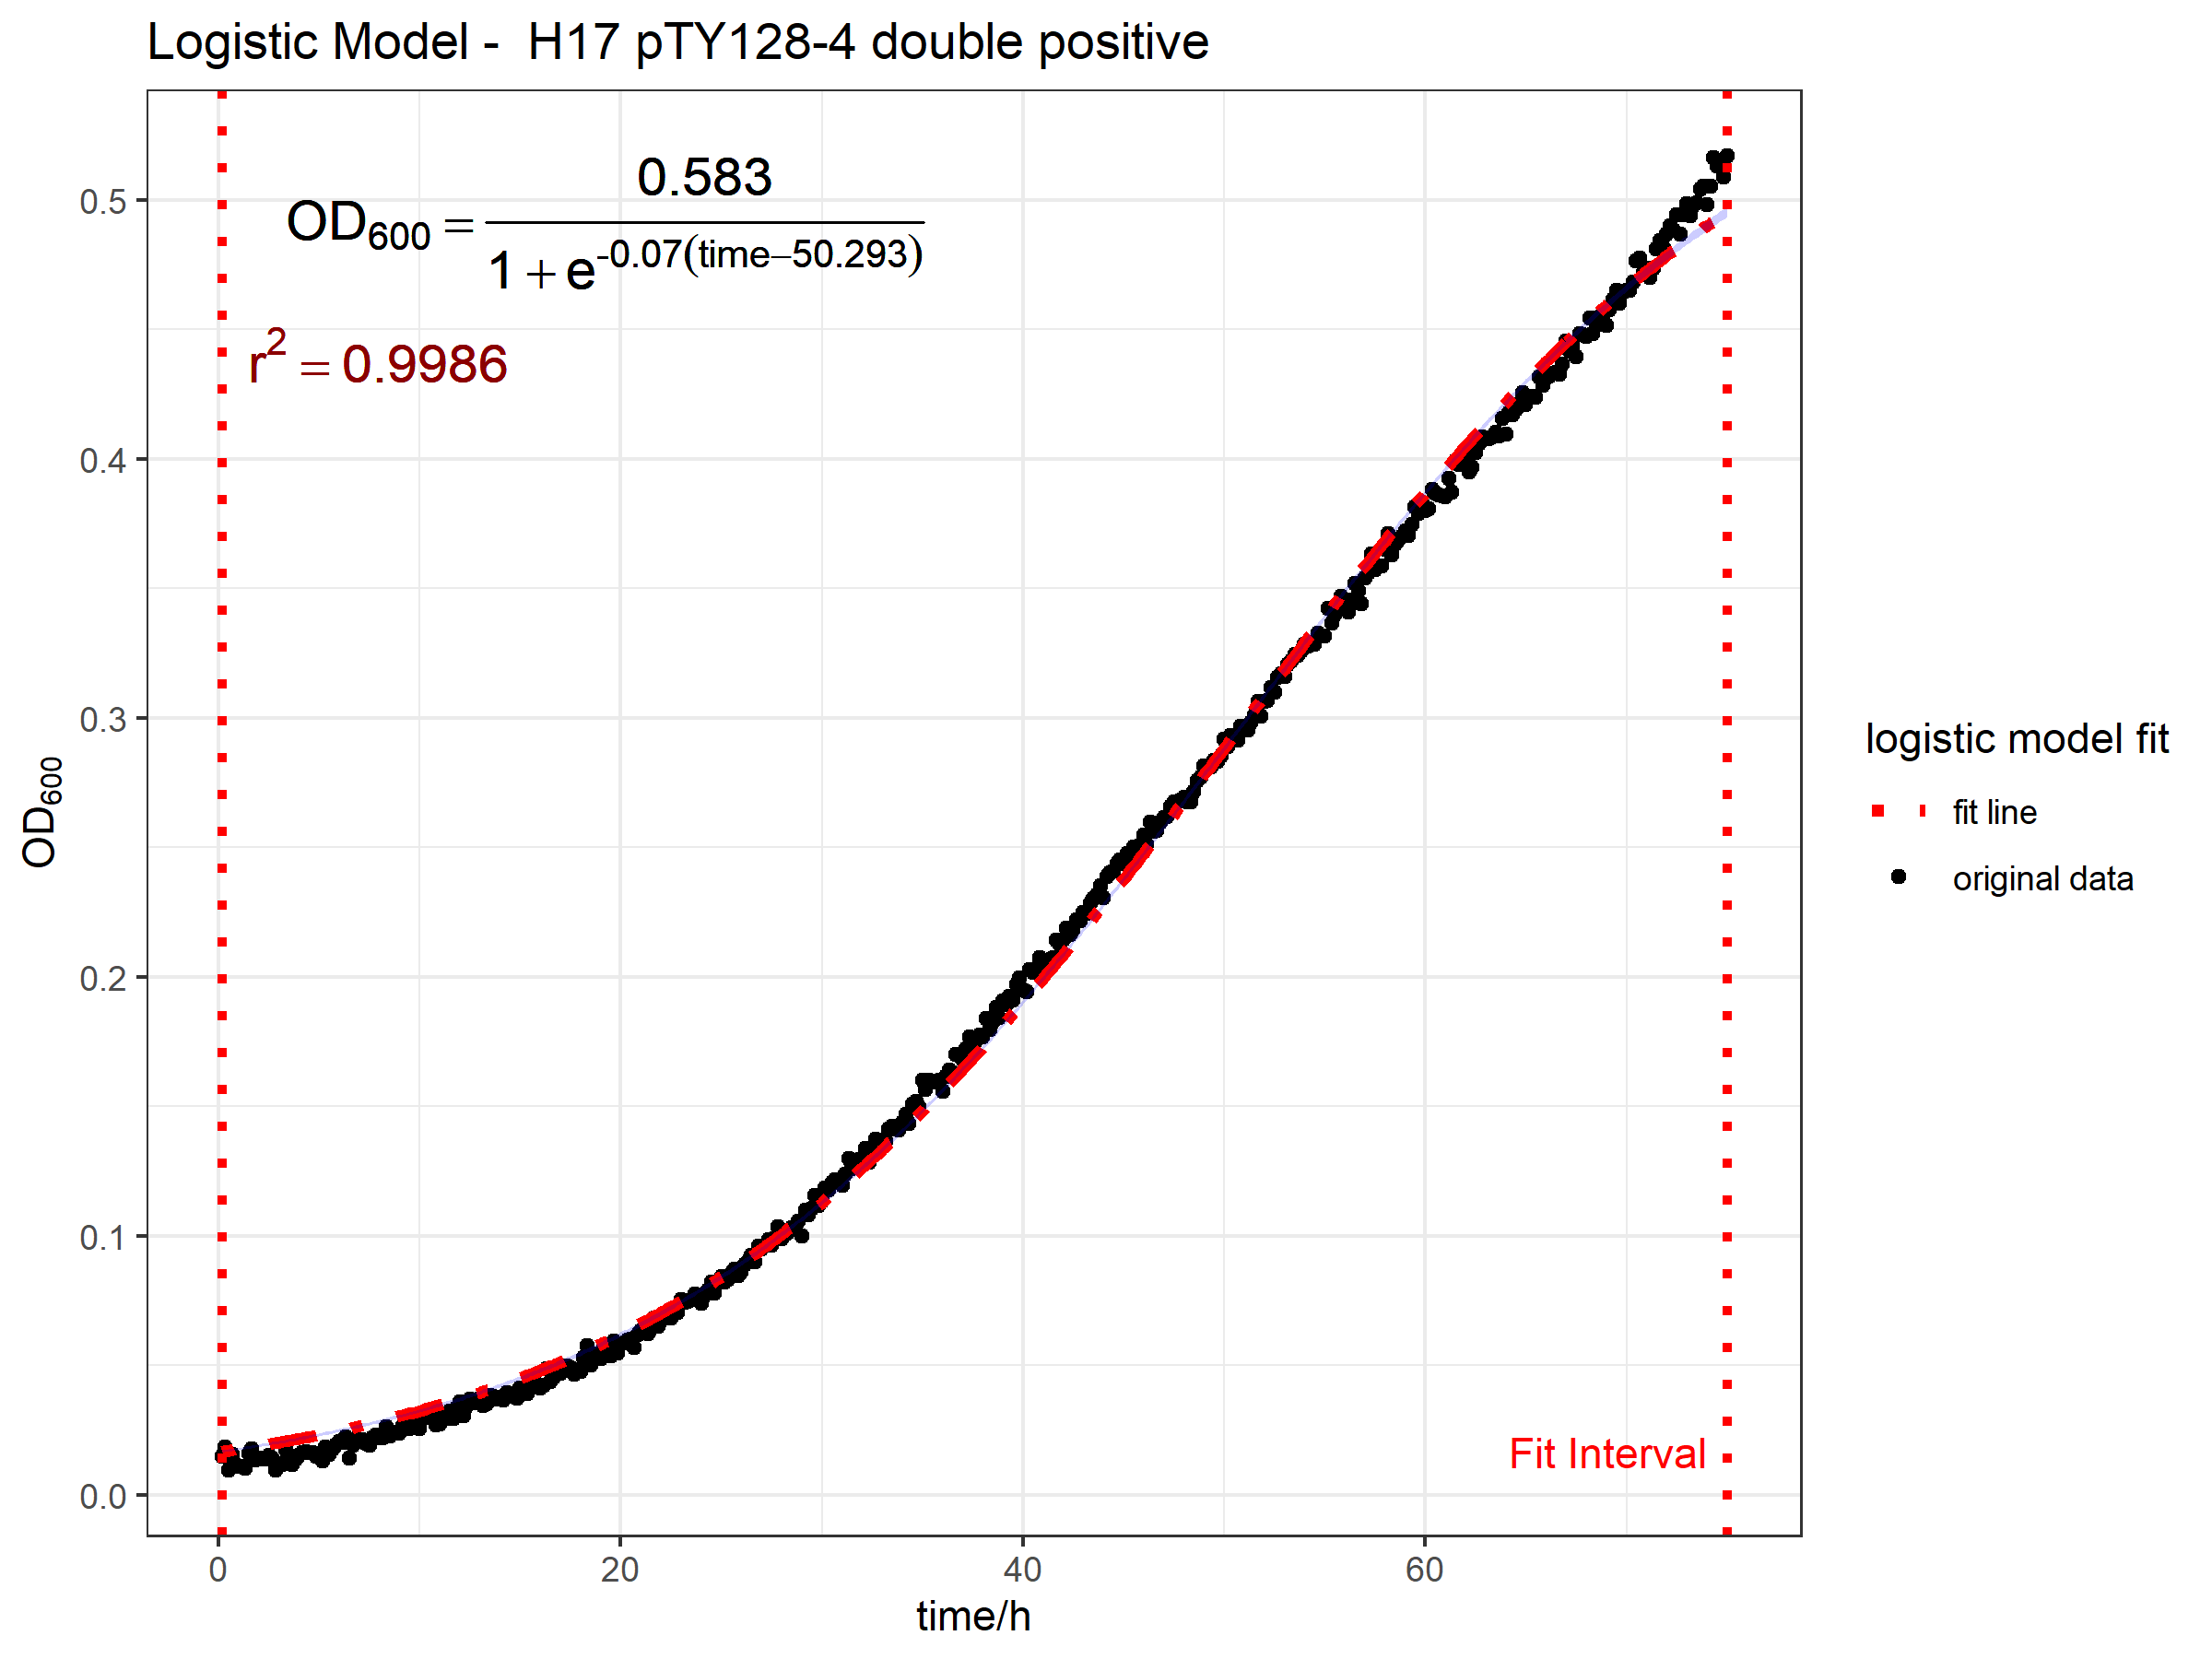 Logistic Model -  H17 pTY128-4 double positive
OD₆₀₀ = 0.583 / 1 + e^-0.07(time−50.293)
r² = 0.9986
0.5
0.4
0.3
0.2
0.1
0.0
OD₆₀₀
0 20 40 60
time/h
Fit Interval
logistic model fit
fit line
original data